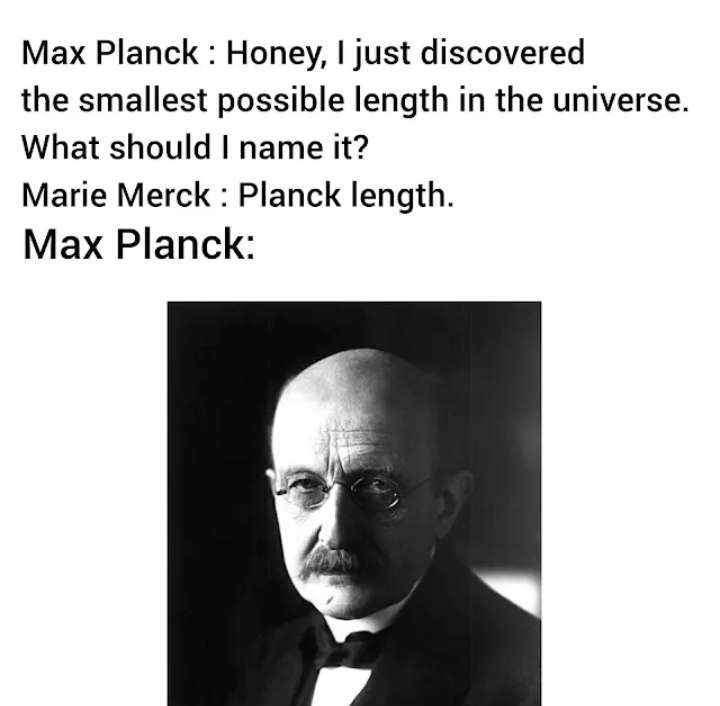 Max Planck : Honey, I just discovered
the smallest possible length in the universe.
What should I name it?
Marie Merck : Planck length.
Max Planck: